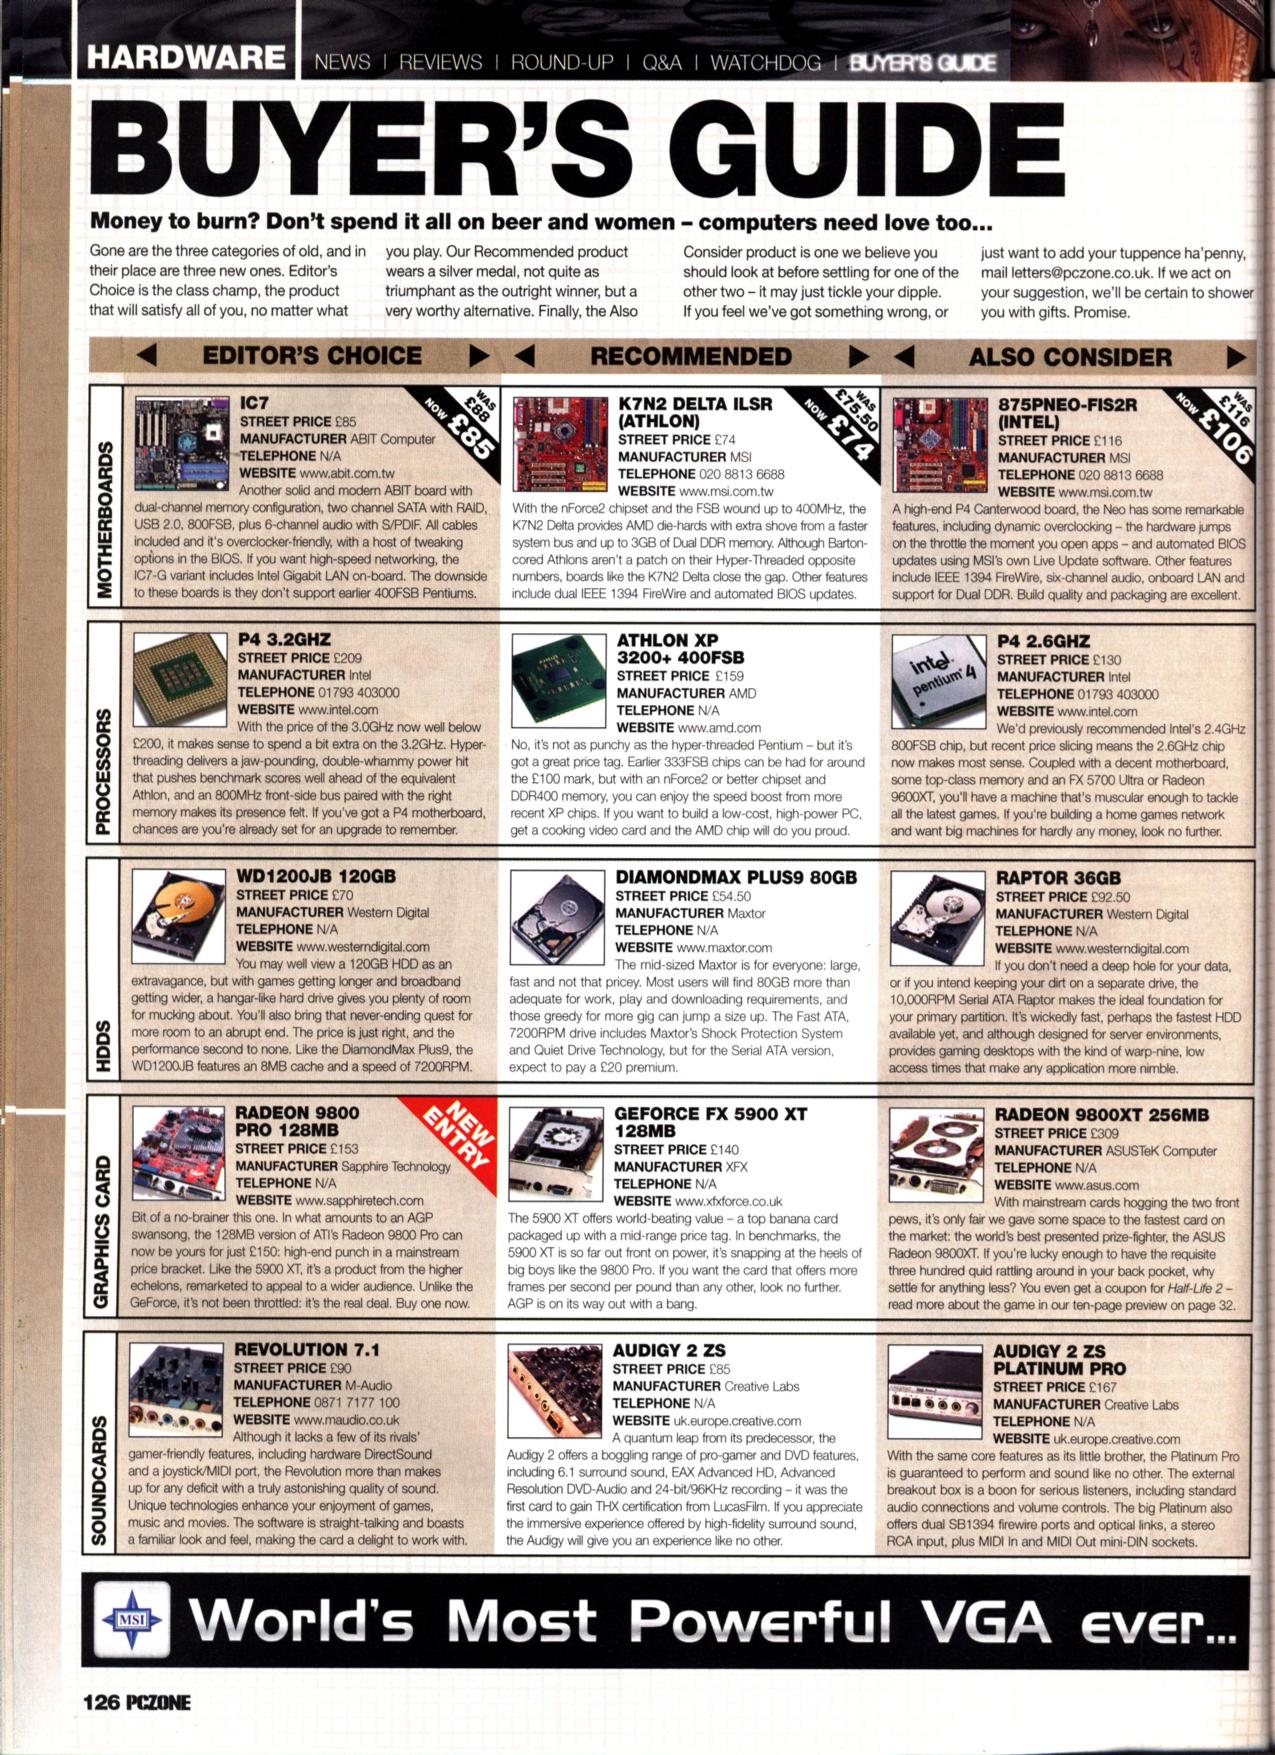 HARDWARE
NEWS | REVIEWS | ROUND-UP | Q&A | WATCHDOG | BUYER'S GUIDE
BUYER'S GUIDE
Money to burn? Don't spend it all on beer and women – computers need love too...
Gone are the three categories of old, and in
their place are three new ones. Editor's
Choice is the class champ, the product
that will satisfy all of you, no matter what
you play. Our Recommended product
wears a silver medal, not quite as
triumphant as the outright winner, but a
very worthy alternative. Finally, the Also
Consider product is one we believe you
should look at before settling for one of the
other two – it may just tickle your dipple.
If you feel we've got something wrong, or
just want to add your tuppence ha'penny,
mail letters@pczone.co.uk. If we act on
your suggestion, we'll be certain to shower
you with gifts. Promise.
EDITOR'S CHOICE
RECOMMENDED
ALSO CONSIDER
MOTHERBOARDS
IC7
STREET PRICE £85
MANUFACTURER ABIT Computer
TELEPHONE N/A
WEBSITE www.abit.com.tw
Another solid and modern ABIT board with
dual-channel memory configuration, two channel SATA with RAID,
USB 2.0, 800FSB, plus 6-channel audio with S/PDIF. All cables
included and it's overclocker-friendly, with a host of tweaking
options in the BIOS. If you want high-speed networking, the
IC7-G variant includes Intel Gigabit LAN on-board. The downside
to these boards is they don't support earlier 400FSB Pentiums.
WAS
£88
NOW £85
K7N2 DELTA ILSR
(ATHLON)
STREET PRICE £74
MANUFACTURER MSI
TELEPHONE 020 8813 6688
WEBSITE www.msi.com.tw
With the nForce2 chipset and the FSB wound up to 400MHz, the
K7N2 Delta provides AMD die-hards with extra shove from a faster
system bus and up to 3GB of Dual DDR memory. Although Barton-
cored Athlons aren't a patch on their Hyper-Threaded opposite
numbers, boards like the K7N2 Delta close the gap. Other features
include dual IEEE 1394 FireWire and automated BIOS updates.
WAS
£75·50
NOW £74
875PNEO-FIS2R
(INTEL)
STREET PRICE £116
MANUFACTURER MSI
TELEPHONE 020 8813 6688
WEBSITE www.msi.com.tw
A high-end P4 Canterwood board, the Neo has some remarkable
features, including dynamic overclocking – the hardware jumps
on the throttle the moment you open apps – and automated BIOS
updates using MSI's own Live Update software. Other features
include IEEE 1394 FireWire, six-channel audio, onboard LAN and
support for Dual DDR. Build quality and packaging are excellent.
WAS
£116
NOW £106
PROCESSORS
P4 3.2GHZ
STREET PRICE £209
MANUFACTURER Intel
TELEPHONE 01793 403000
WEBSITE www.intel.com
With the price of the 3.0GHz now well below
£200, it makes sense to spend a bit extra on the 3.2GHz. Hyper-
threading delivers a jaw-pounding, double-whammy power hit
that pushes benchmark scores well ahead of the equivalent
Athlon, and an 800MHz front-side bus paired with the right
memory makes its presence felt. If you've got a P4 motherboard,
chances are you're already set for an upgrade to remember.
ATHLON XP
3200+ 400FSB
STREET PRICE £159
MANUFACTURER AMD
TELEPHONE N/A
WEBSITE www.amd.com
No, it's not as punchy as the hyper-threaded Pentium – but it's
got a great price tag. Earlier 333FSB chips can be had for around
the £100 mark, but with an nForce2 or better chipset and
DDR400 memory, you can enjoy the speed boost from more
recent XP chips. If you want to build a low-cost, high-power PC,
get a cooking video card and the AMD chip will do you proud.
intel
pentium 4
P4 2.6GHZ
STREET PRICE £130
MANUFACTURER Intel
TELEPHONE 01793 403000
WEBSITE www.intel.com
We'd previously recommended Intel's 2.4GHz
800FSB chip, but recent price slicing means the 2.6GHz chip
now makes most sense. Coupled with a decent motherboard,
some top-class memory and an FX 5700 Ultra or Radeon
9600XT, you'll have a machine that's muscular enough to tackle
all the latest games. If you're building a home games network
and want big machines for hardly any money, look no further.
HDDS
WD1200JB 120GB
STREET PRICE £70
MANUFACTURER Western Digital
TELEPHONE N/A
WEBSITE www.westerndigital.com
You may well view a 120GB HDD as an
extravagance, but with games getting longer and broadband
getting wider, a hangar-like hard drive gives you plenty of room
for mucking about. You'll also bring that never-ending quest for
more room to an abrupt end. The price is just right, and the
performance second to none. Like the DiamondMax Plus9, the
WD1200JB features an 8MB cache and a speed of 7200RPM.
DIAMONDMAX PLUS9 80GB
STREET PRICE £54.50
MANUFACTURER Maxtor
TELEPHONE N/A
WEBSITE www.maxtor.com
The mid-sized Maxtor is for everyone: large,
fast and not that pricey. Most users will find 80GB more than
adequate for work, play and downloading requirements, and
those greedy for more gig can jump a size up. The Fast ATA,
7200RPM drive includes Maxtor's Shock Protection System
and Quiet Drive Technology, but for the Serial ATA version,
expect to pay a £20 premium.
RAPTOR 36GB
STREET PRICE £92.50
MANUFACTURER Western Digital
TELEPHONE N/A
WEBSITE www.westerndigital.com
If you don't need a deep hole for your data,
or if you intend keeping your dirt on a separate drive, the
10,000RPM Serial ATA Raptor makes the ideal foundation for
your primary partition. It's wickedly fast, perhaps the fastest HDD
available yet, and although designed for server environments,
provides gaming desktops with the kind of warp-nine, low
access times that make any application more nimble.
GRAPHICS CARD
RADEON 9800
PRO 128MB
STREET PRICE £153
MANUFACTURER Sapphire Technology
TELEPHONE N/A
WEBSITE www.sapphiretech.com
Bit of a no-brainer this one. In what amounts to an AGP
swansong, the 128MB version of ATI's Radeon 9800 Pro can
now be yours for just £150: high-end punch in a mainstream
price bracket. Like the 5900 XT, it's a product from the higher
echelons, remarketed to appeal to a wider audience. Unlike the
GeForce, it's not been throttled: it's the real deal. Buy one now.
NEW
ENTRY
GEFORCE FX 5900 XT
128MB
STREET PRICE £140
MANUFACTURER XFX
TELEPHONE N/A
WEBSITE www.xfxforce.co.uk
The 5900 XT offers world-beating value – a top banana card
packaged up with a mid-range price tag. In benchmarks, the
5900 XT is so far out front on power, it's snapping at the heels of
big boys like the 9800 Pro. If you want the card that offers more
frames per second per pound than any other, look no further.
AGP is on its way out with a bang.
RADEON 9800XT 256MB
STREET PRICE £309
MANUFACTURER ASUSTeK Computer
TELEPHONE N/A
WEBSITE www.asus.com
With mainstream cards hogging the two front
pews, it's only fair we gave some space to the fastest card on
the market: the world's best presented prize-fighter, the ASUS
Radeon 9800XT. If you're lucky enough to have the requisite
three hundred quid rattling around in your back pocket, why
settle for anything less? You even get a coupon for Half-Life 2 –
read more about the game in our ten-page preview on page 32.
SOUNDCARDS
REVOLUTION 7.1
STREET PRICE £90
MANUFACTURER M-Audio
TELEPHONE 0871 7177 100
WEBSITE www.maudio.co.uk
Although it lacks a few of its rivals'
gamer-friendly features, including hardware DirectSound
and a joystick/MIDI port, the Revolution more than makes
up for any deficit with a truly astonishing quality of sound.
Unique technologies enhance your enjoyment of games,
music and movies. The software is straight-talking and boasts
a familiar look and feel, making the card a delight to work with.
AUDIGY 2 ZS
STREET PRICE £85
MANUFACTURER Creative Labs
TELEPHONE N/A
WEBSITE uk.europe.creative.com
A quantum leap from its predecessor, the
Audigy 2 offers a boggling range of pro-gamer and DVD features,
including 6.1 surround sound, EAX Advanced HD, Advanced
Resolution DVD-Audio and 24-bit/96KHz recording – it was the
first card to gain THX certification from LucasFilm. If you appreciate
the immersive experience offered by high-fidelity surround sound,
the Audigy will give you an experience like no other.
AUDIGY 2 ZS
PLATINUM PRO
STREET PRICE £167
MANUFACTURER Creative Labs
TELEPHONE N/A
WEBSITE uk.europe.creative.com
With the same core features as its little brother, the Platinum Pro
is guaranteed to perform and sound like no other. The external
breakout box is a boon for serious listeners, including standard
audio connections and volume controls. The big Platinum also
offers dual SB1394 firewire ports and optical links, a stereo
RCA input, plus MIDI In and MIDI Out mini-DIN sockets.
MSI
World's Most Powerful VGA ever...
126 PCZONE